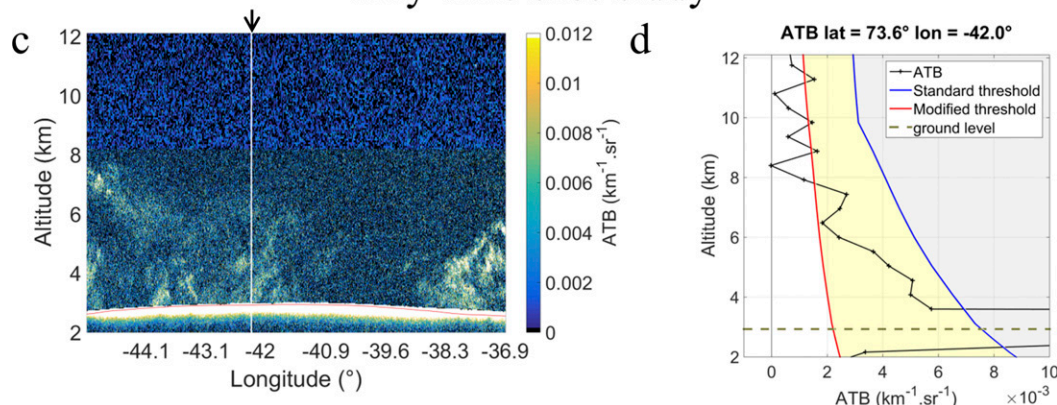 c
12
10
8
6
4
2
Altitude (km)
-44.1 -43.1 -42 -40.9 -39.6 -38.3 -36.9
Longitude (°)
0.012
0.01
0.008
0.006
0.004
0.002
0
ATB (km⁻¹.sr⁻¹)
d
ATB lat = 73.6° lon = -42.0°
12
10
8
6
4
2
Altitude (km)
ATB
Standard threshold
Modified threshold
ground level
0 2 4 6 8 10
ATB (km⁻¹.sr⁻¹)
×10⁻³